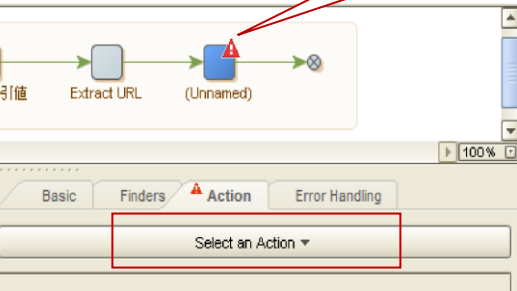 引値
Extract URL
(Unnamed)
100%
Basic
Finders
Action
Error Handling
Select an Action